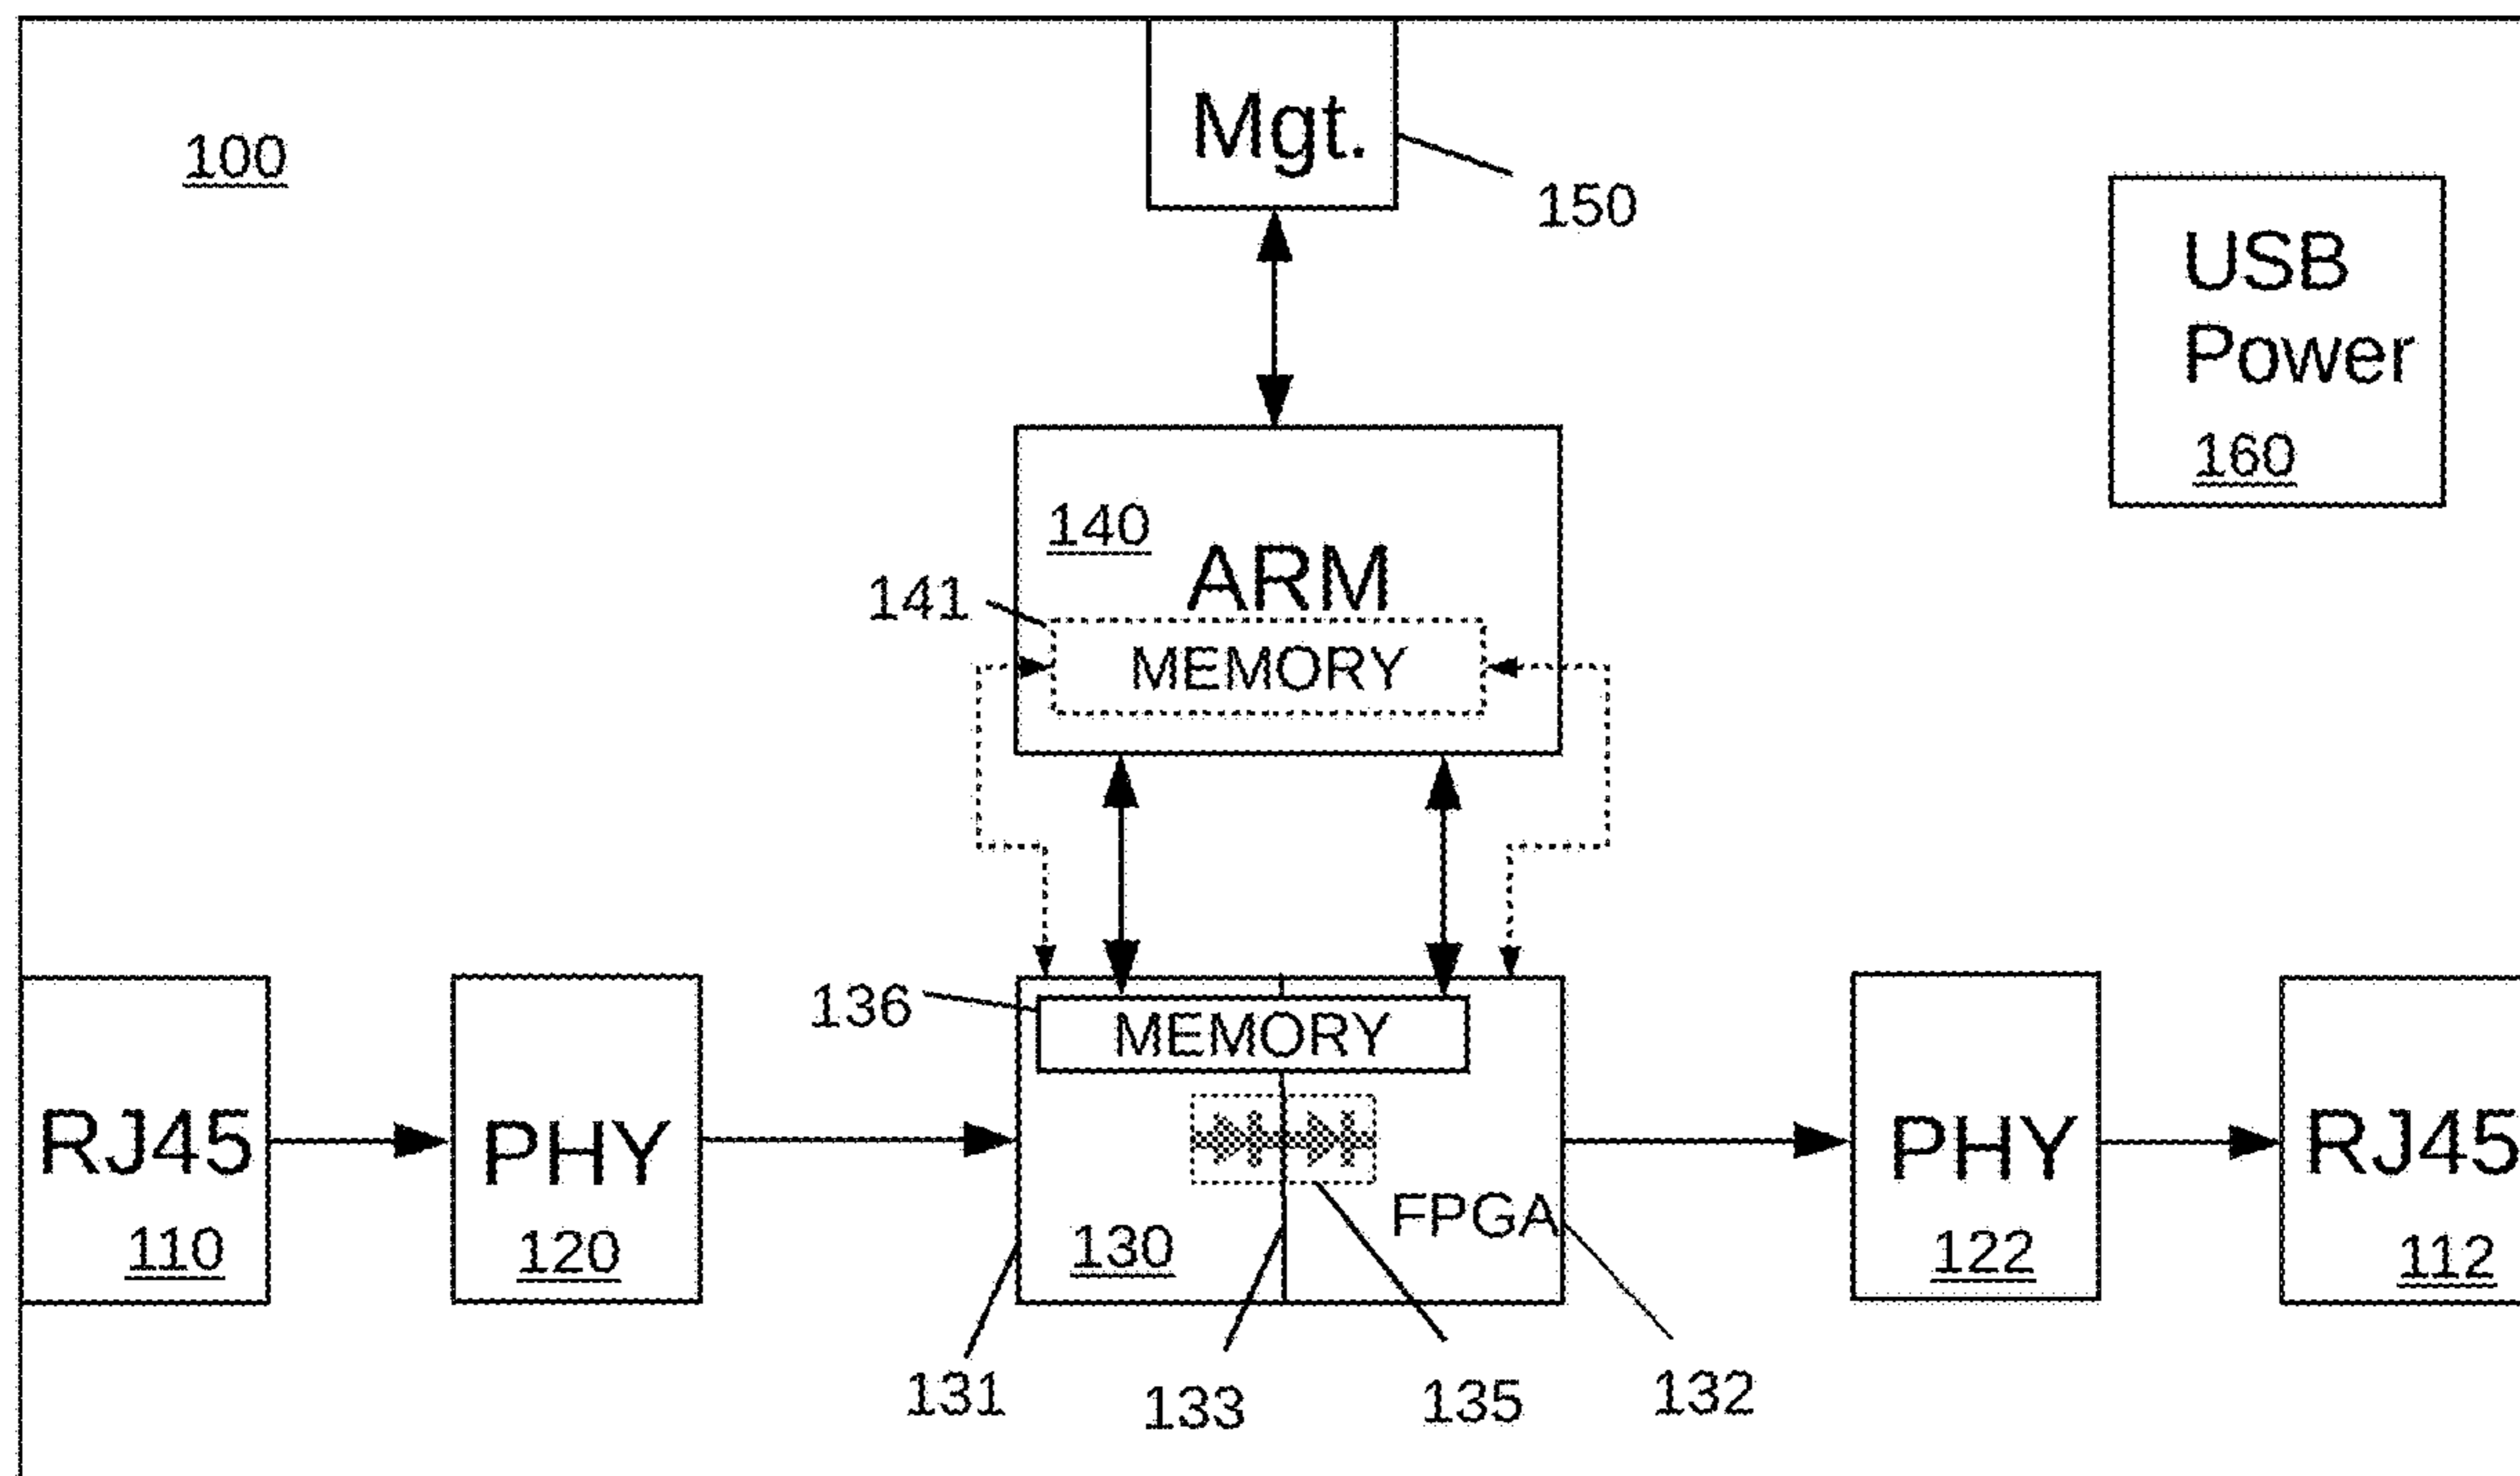 Mgt.
100
150
USB
Power
160
140
ARM
141
MEMORY
136
MEMORY
RJ45
110
PHY
120
130
FPGA
PHY
122
RJ45
112
131
133
135
132